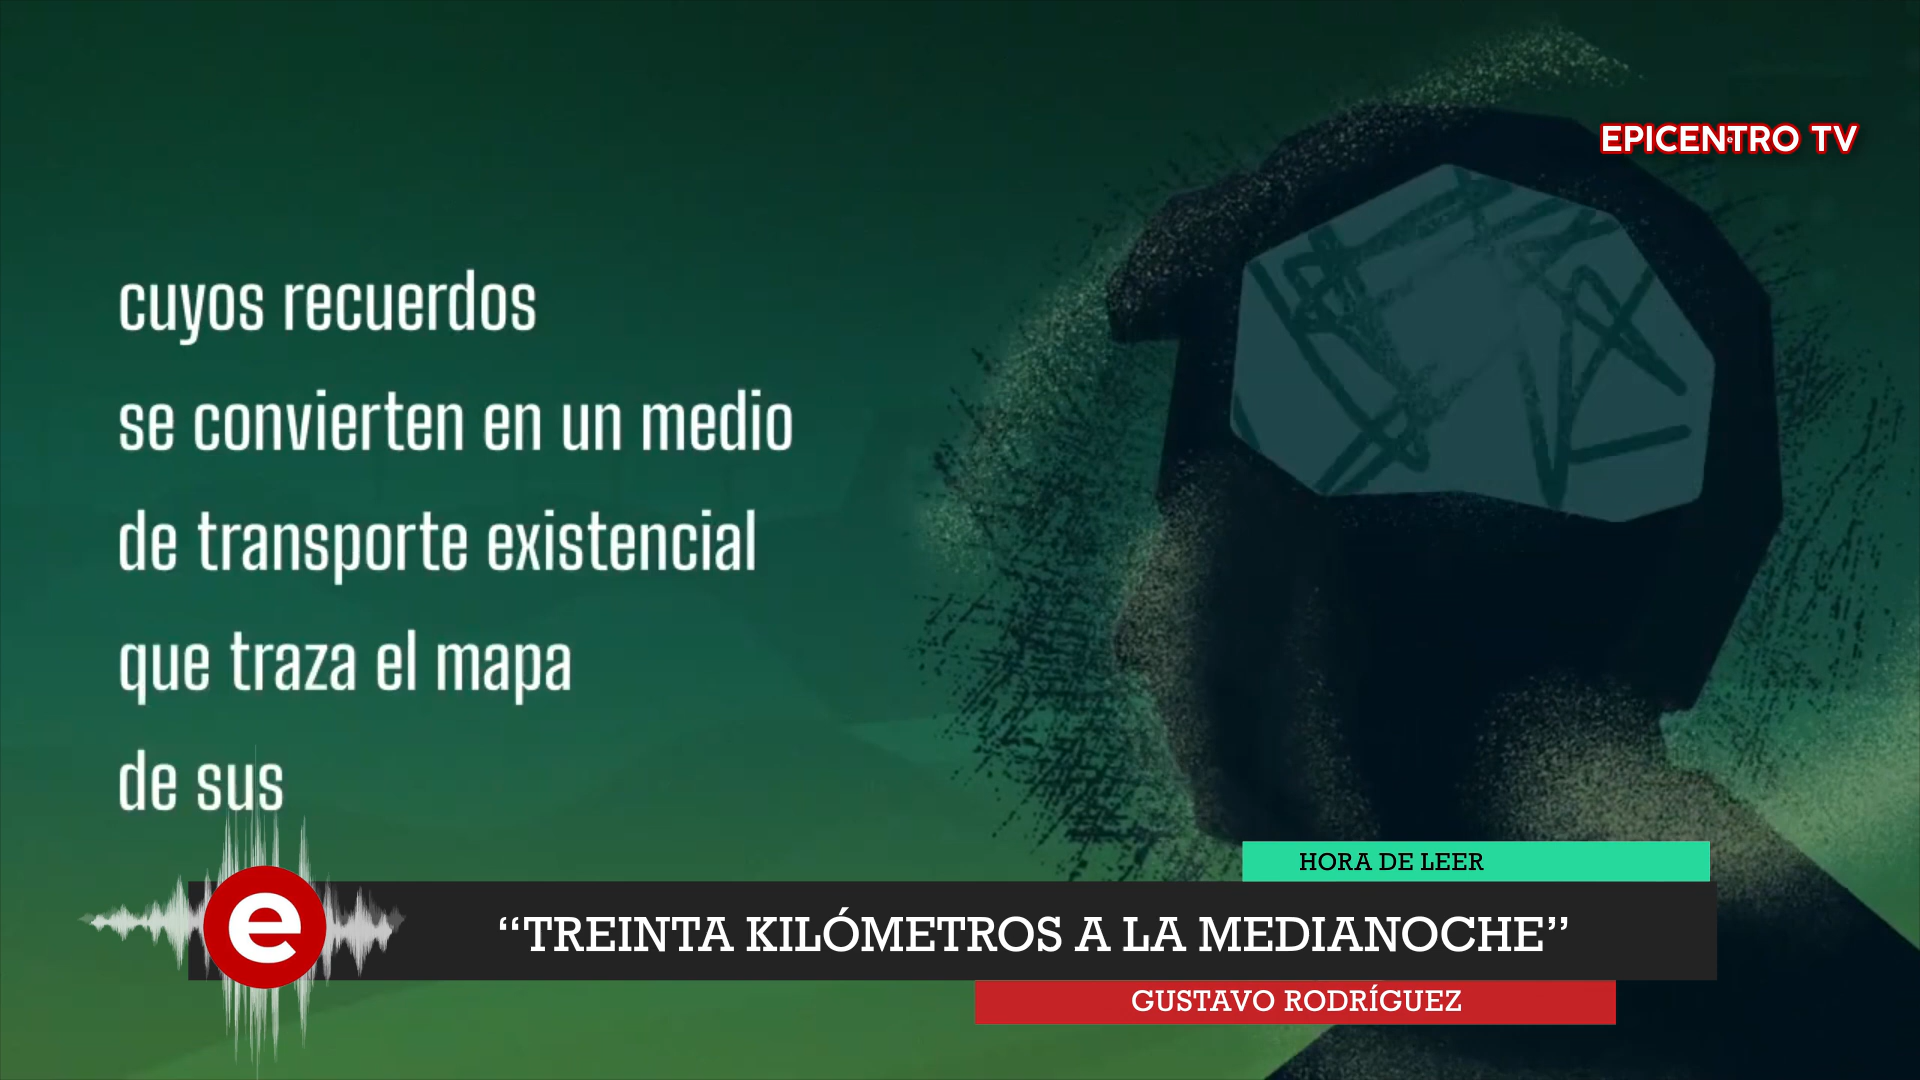 EPICENTRO TV
cuyos recuerdos
se convierten en un medio
de transporte existencial
que traza el mapa
de sus
HORA DE LEER
e
“TREINTA KILÓMETROS A LA MEDIANOCHE”
GUSTAVO RODRÍGUEZ